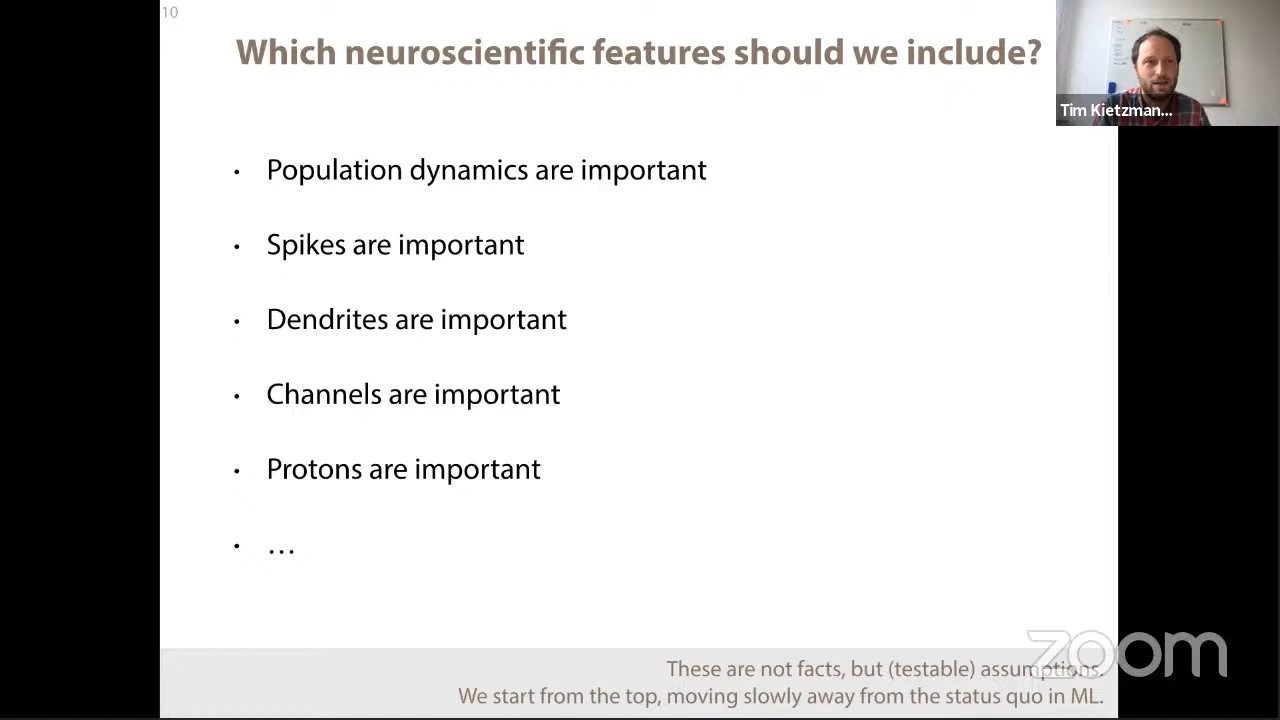 10
Which neuroscientific features should we include?
Tim Kietzman...
• Population dynamics are important
• Spikes are important
• Dendrites are important
• Channels are important
• Protons are important
• …
These are not facts, but (testable) assumptions.
We start from the top, moving slowly away from the status quo in ML.
zoom